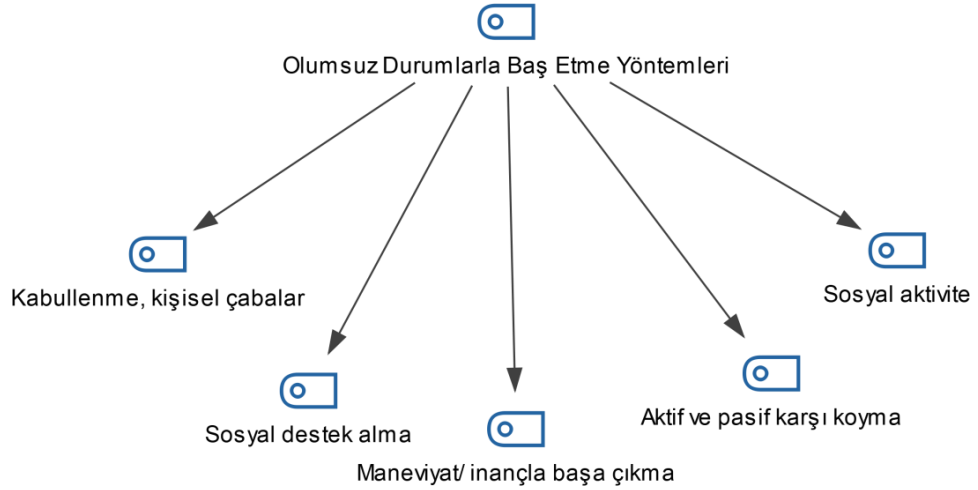 Olumsuz Durumlarla Baş Etme Yöntemleri
Kabullenme, kişisel çabalar
Sosyal destek alma
Maneviyat/ inançla başa çıkma
Aktif ve pasif karşı koyma
Sosyal aktivite